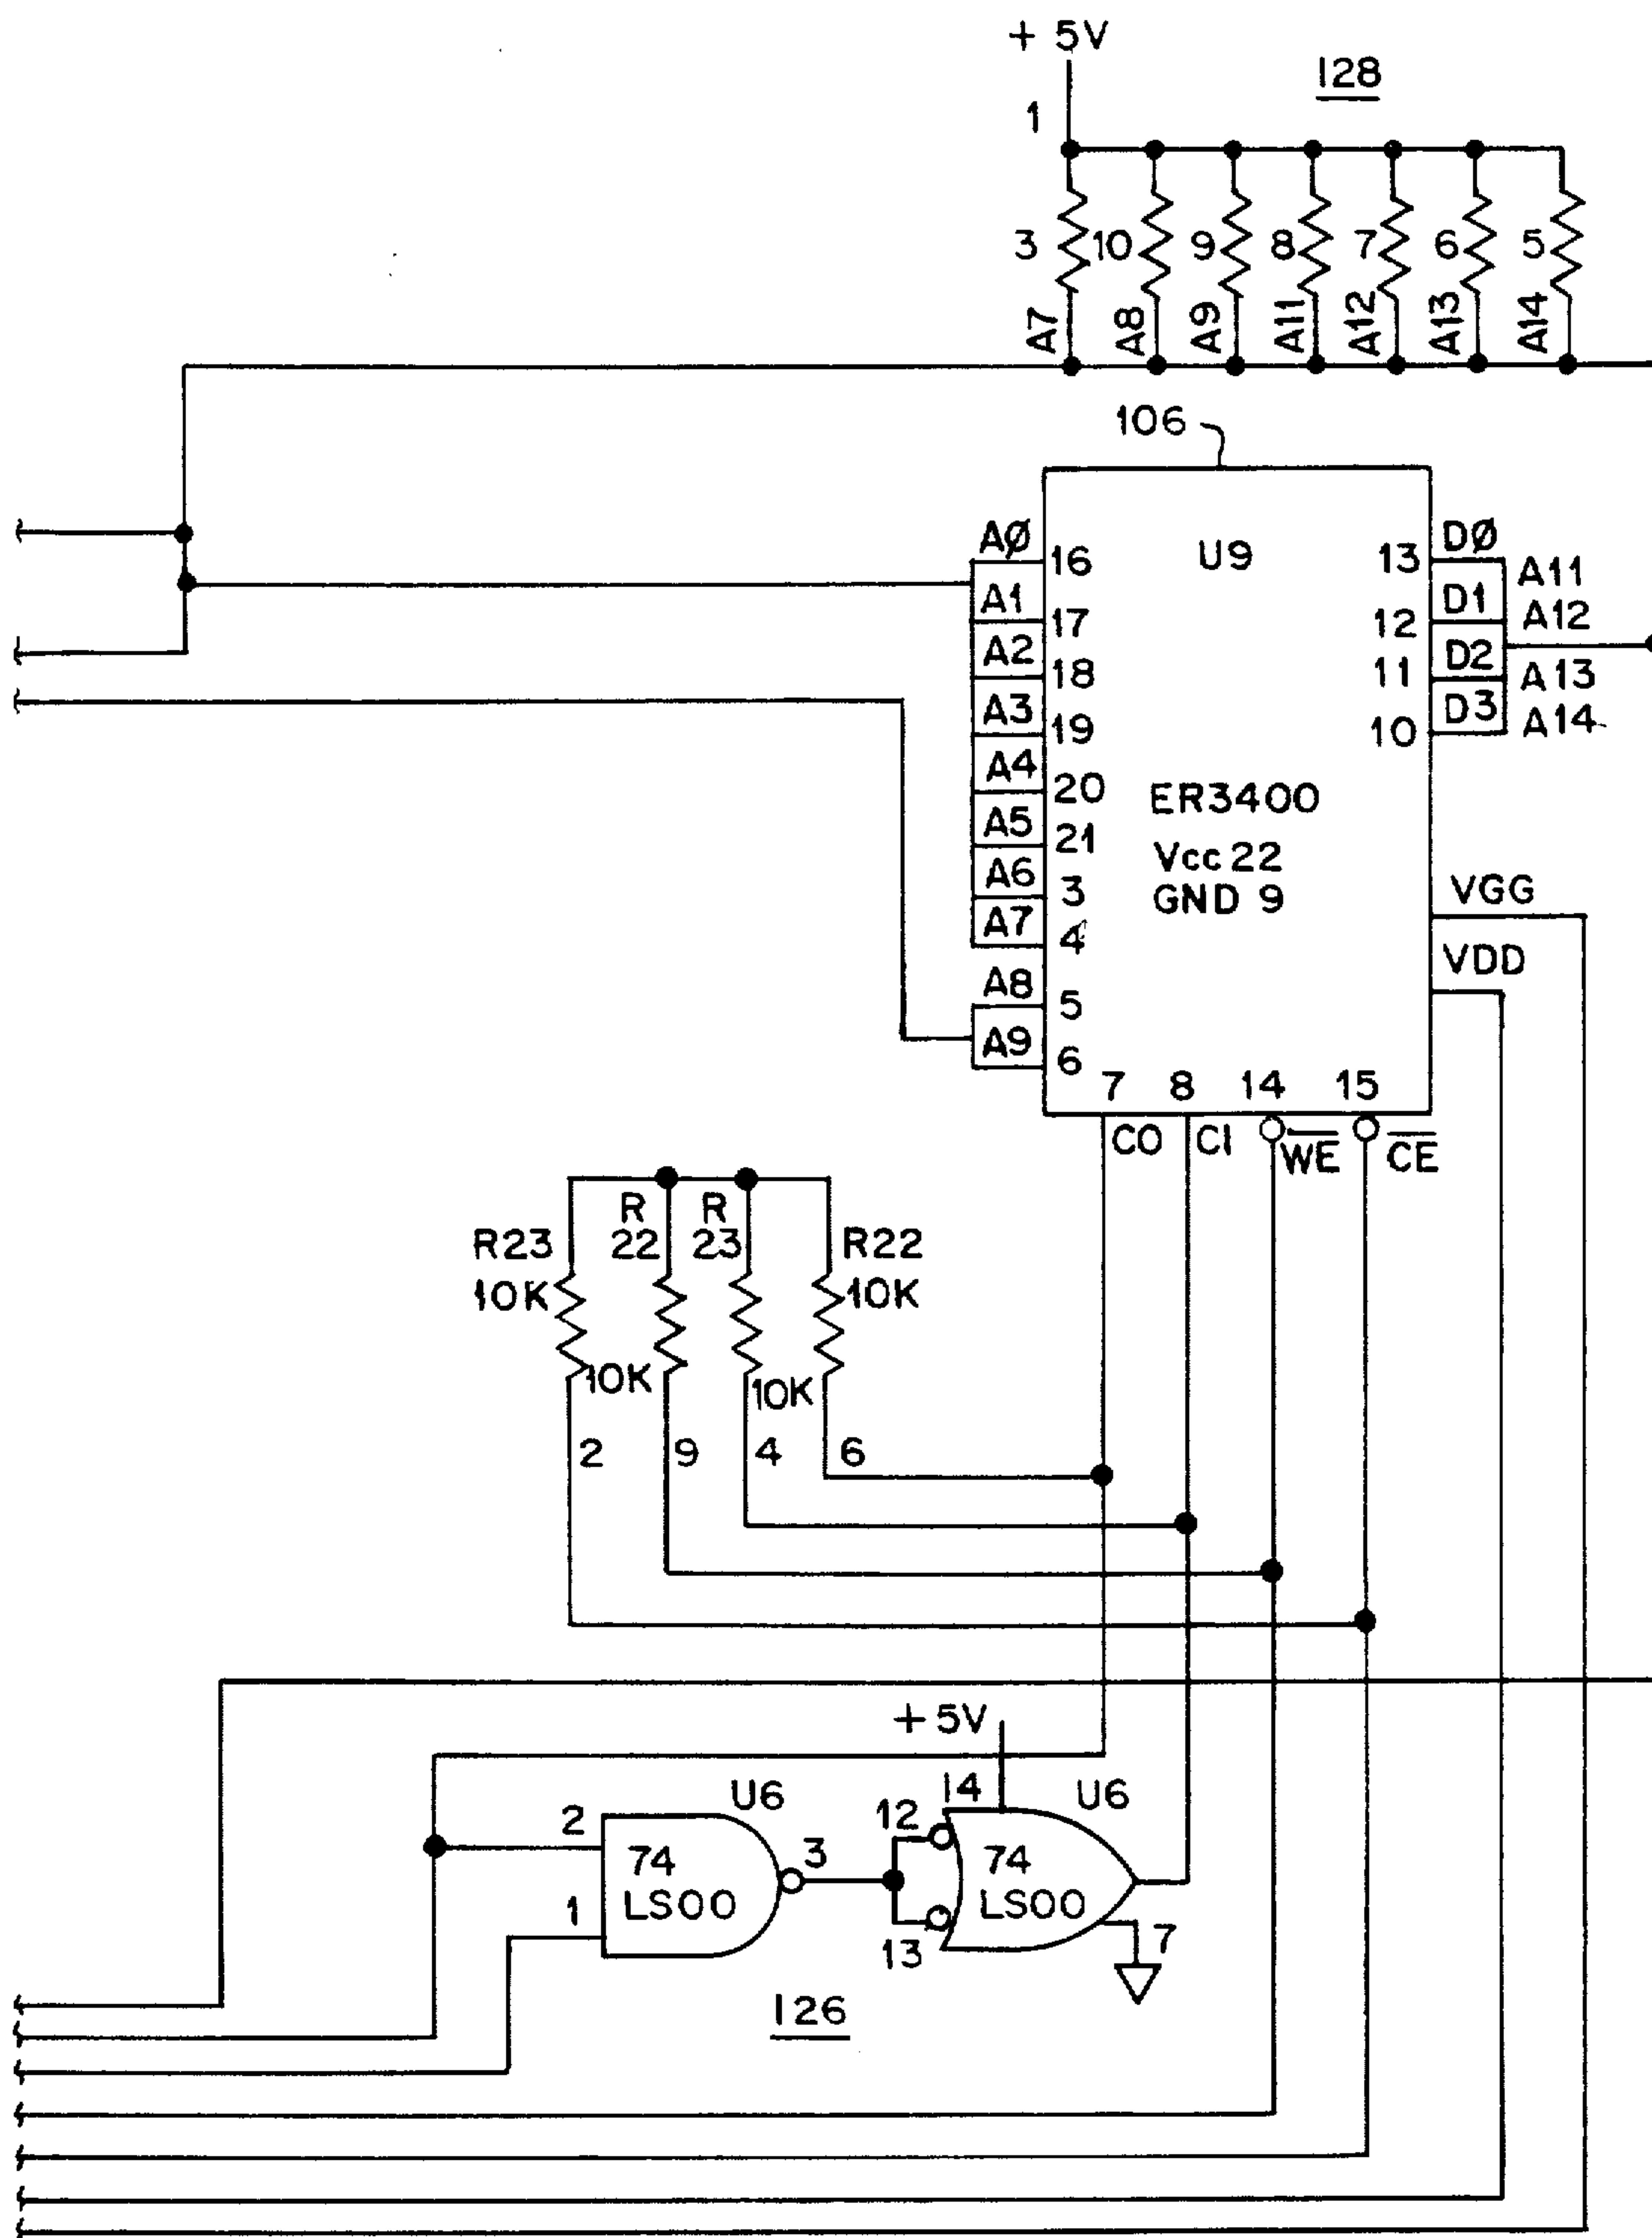 + 5V
128
1
3 10 9 8 7 6 5
A7 A8 A9 A11 A12 A13 A14
106
U9
AØ 16
A1 17
A2 18
A3 19
A4 20
A5 21
A6 3
A7 4
A8 5
A9 6
13 DØ A11
12 D1 A12
11 D2 A13
10 D3 A14
ER3400
Vcc 22
GND 9
VGG
VDD
7 8 14 15
CO CI W̅E̅ C̅E̅
R23 10K
R 22 10K
R 23 10K
R22 10K
2 9 4 6
+ 5V
U6 14 U6
2 3 12
74 LS00
74 LS00
1 13 7
126